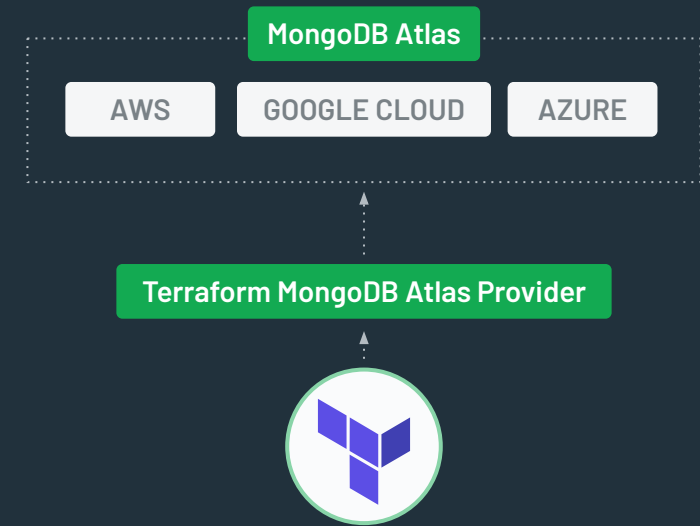 MongoDB Atlas
AWS GOOGLE CLOUD AZURE
Terraform MongoDB Atlas Provider